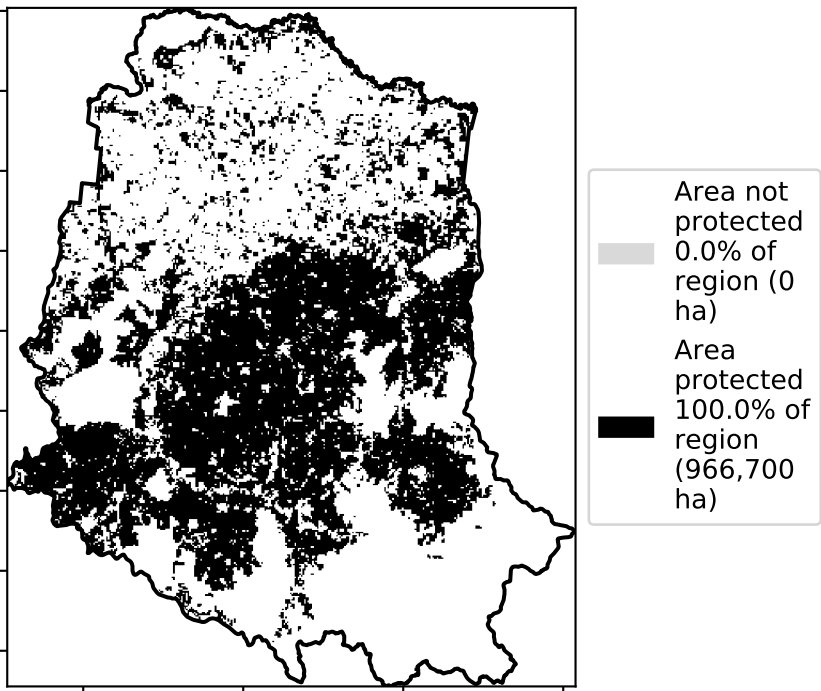 Area not
protected
0.0% of
region (0
ha)
Area
protected
100.0% of
region
(966,700
ha)